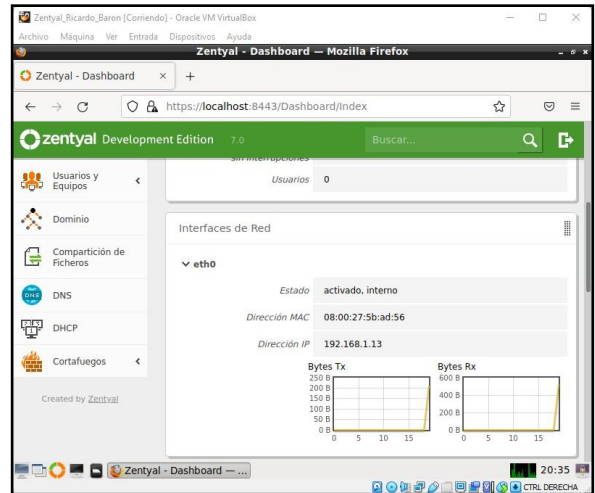 Zentyal_Ricardo_Baron [Corriendo] - Oracle VM VirtualBox
Archivo Máquina Ver Entrada Dispositivos Ayuda
Zentyal - Dashboard — Mozilla Firefox
Zentyal - Dashboard
https://localhost:8443/Dashboard/Index
zentyal Development Edition 7.0
Buscar...
sin interrupciones
Usuarios 0
Usuarios y
Equipos
Dominio
Compartición de
Ficheros
DNS
DNS
DHCP
Cortafuegos
Created by Zentyal
Interfaces de Red
eth0
Estado activado, interno
Dirección MAC 08:00:27:5b:ad:56
Dirección IP 192.168.1.13
Bytes Tx
250 B
200 B
150 B
100 B
50 B
0 B
0 5 10 15
Bytes Rx
600 B
400 B
200 B
0 B
0 5 10 15
Zentyal - Dashboard — ...
20:35
CTRL DERECHA